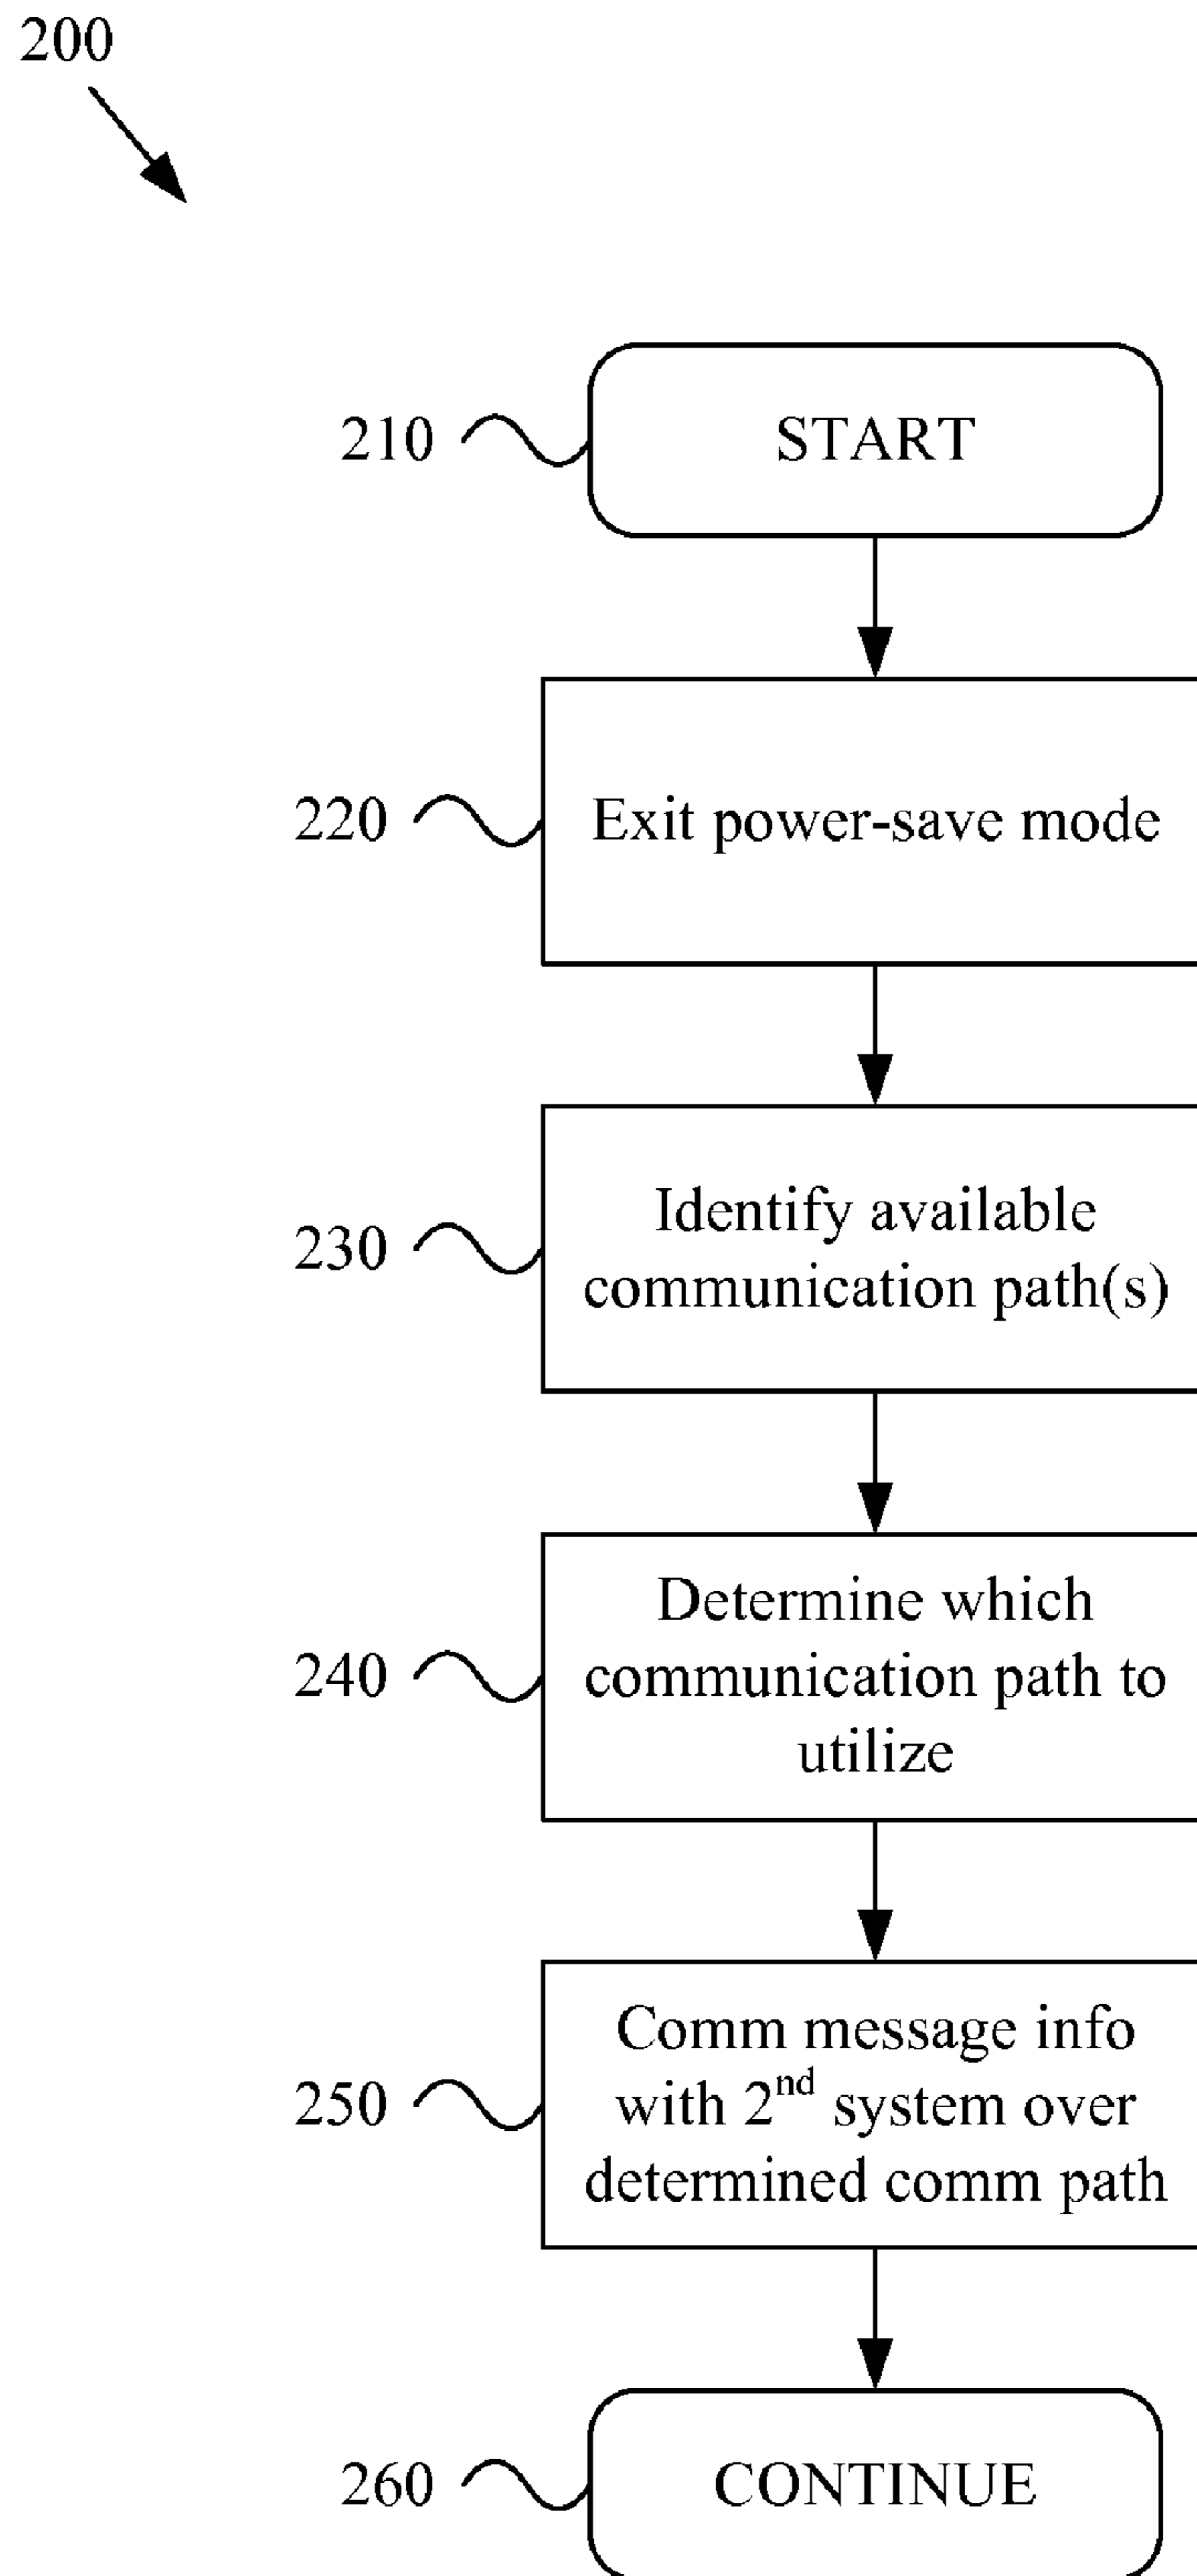 200
210
START
220
Exit power-save mode
230
Identify available
communication path(s)
240
Determine which
communication path to
utilize
250
Comm message info
with 2nd system over
determined comm path
260
CONTINUE